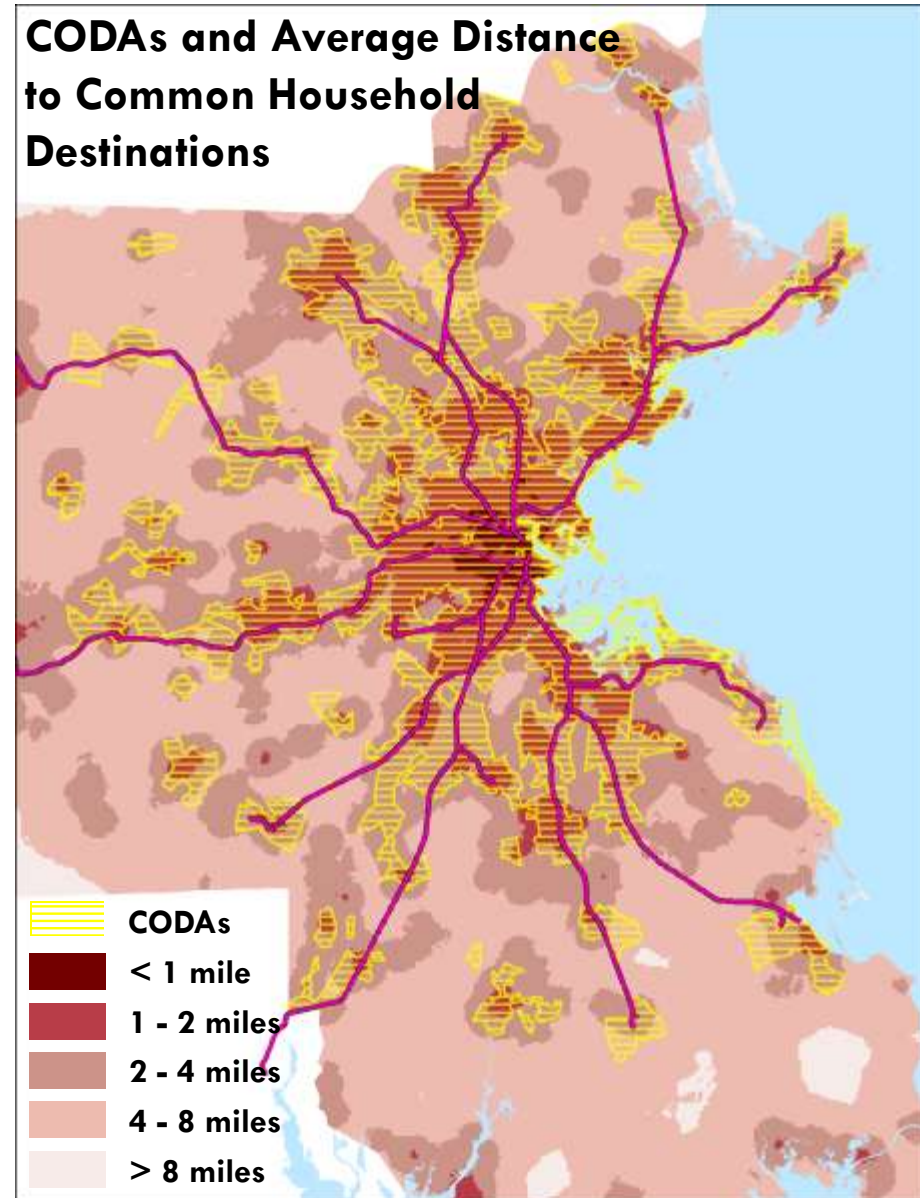 CODAs and Average Distance
to Common Household
Destinations
CODAs
< 1 mile
1 - 2 miles
2 - 4 miles
4 - 8 miles
> 8 miles